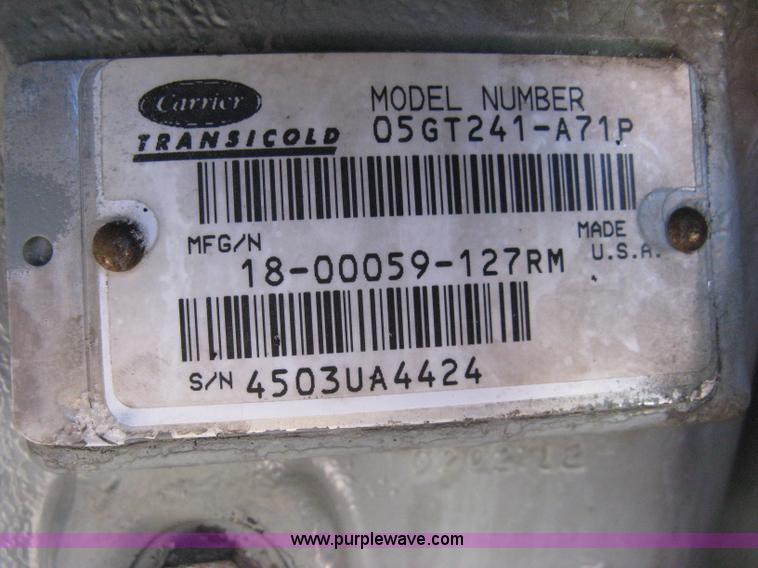 Carrier
TRANSICOLD
MODEL NUMBER
05GT241-A71P
MFG/N
18-00059-127RM
MADE
U.S.A.
S/N 4503UA4424
www.purplewave.com